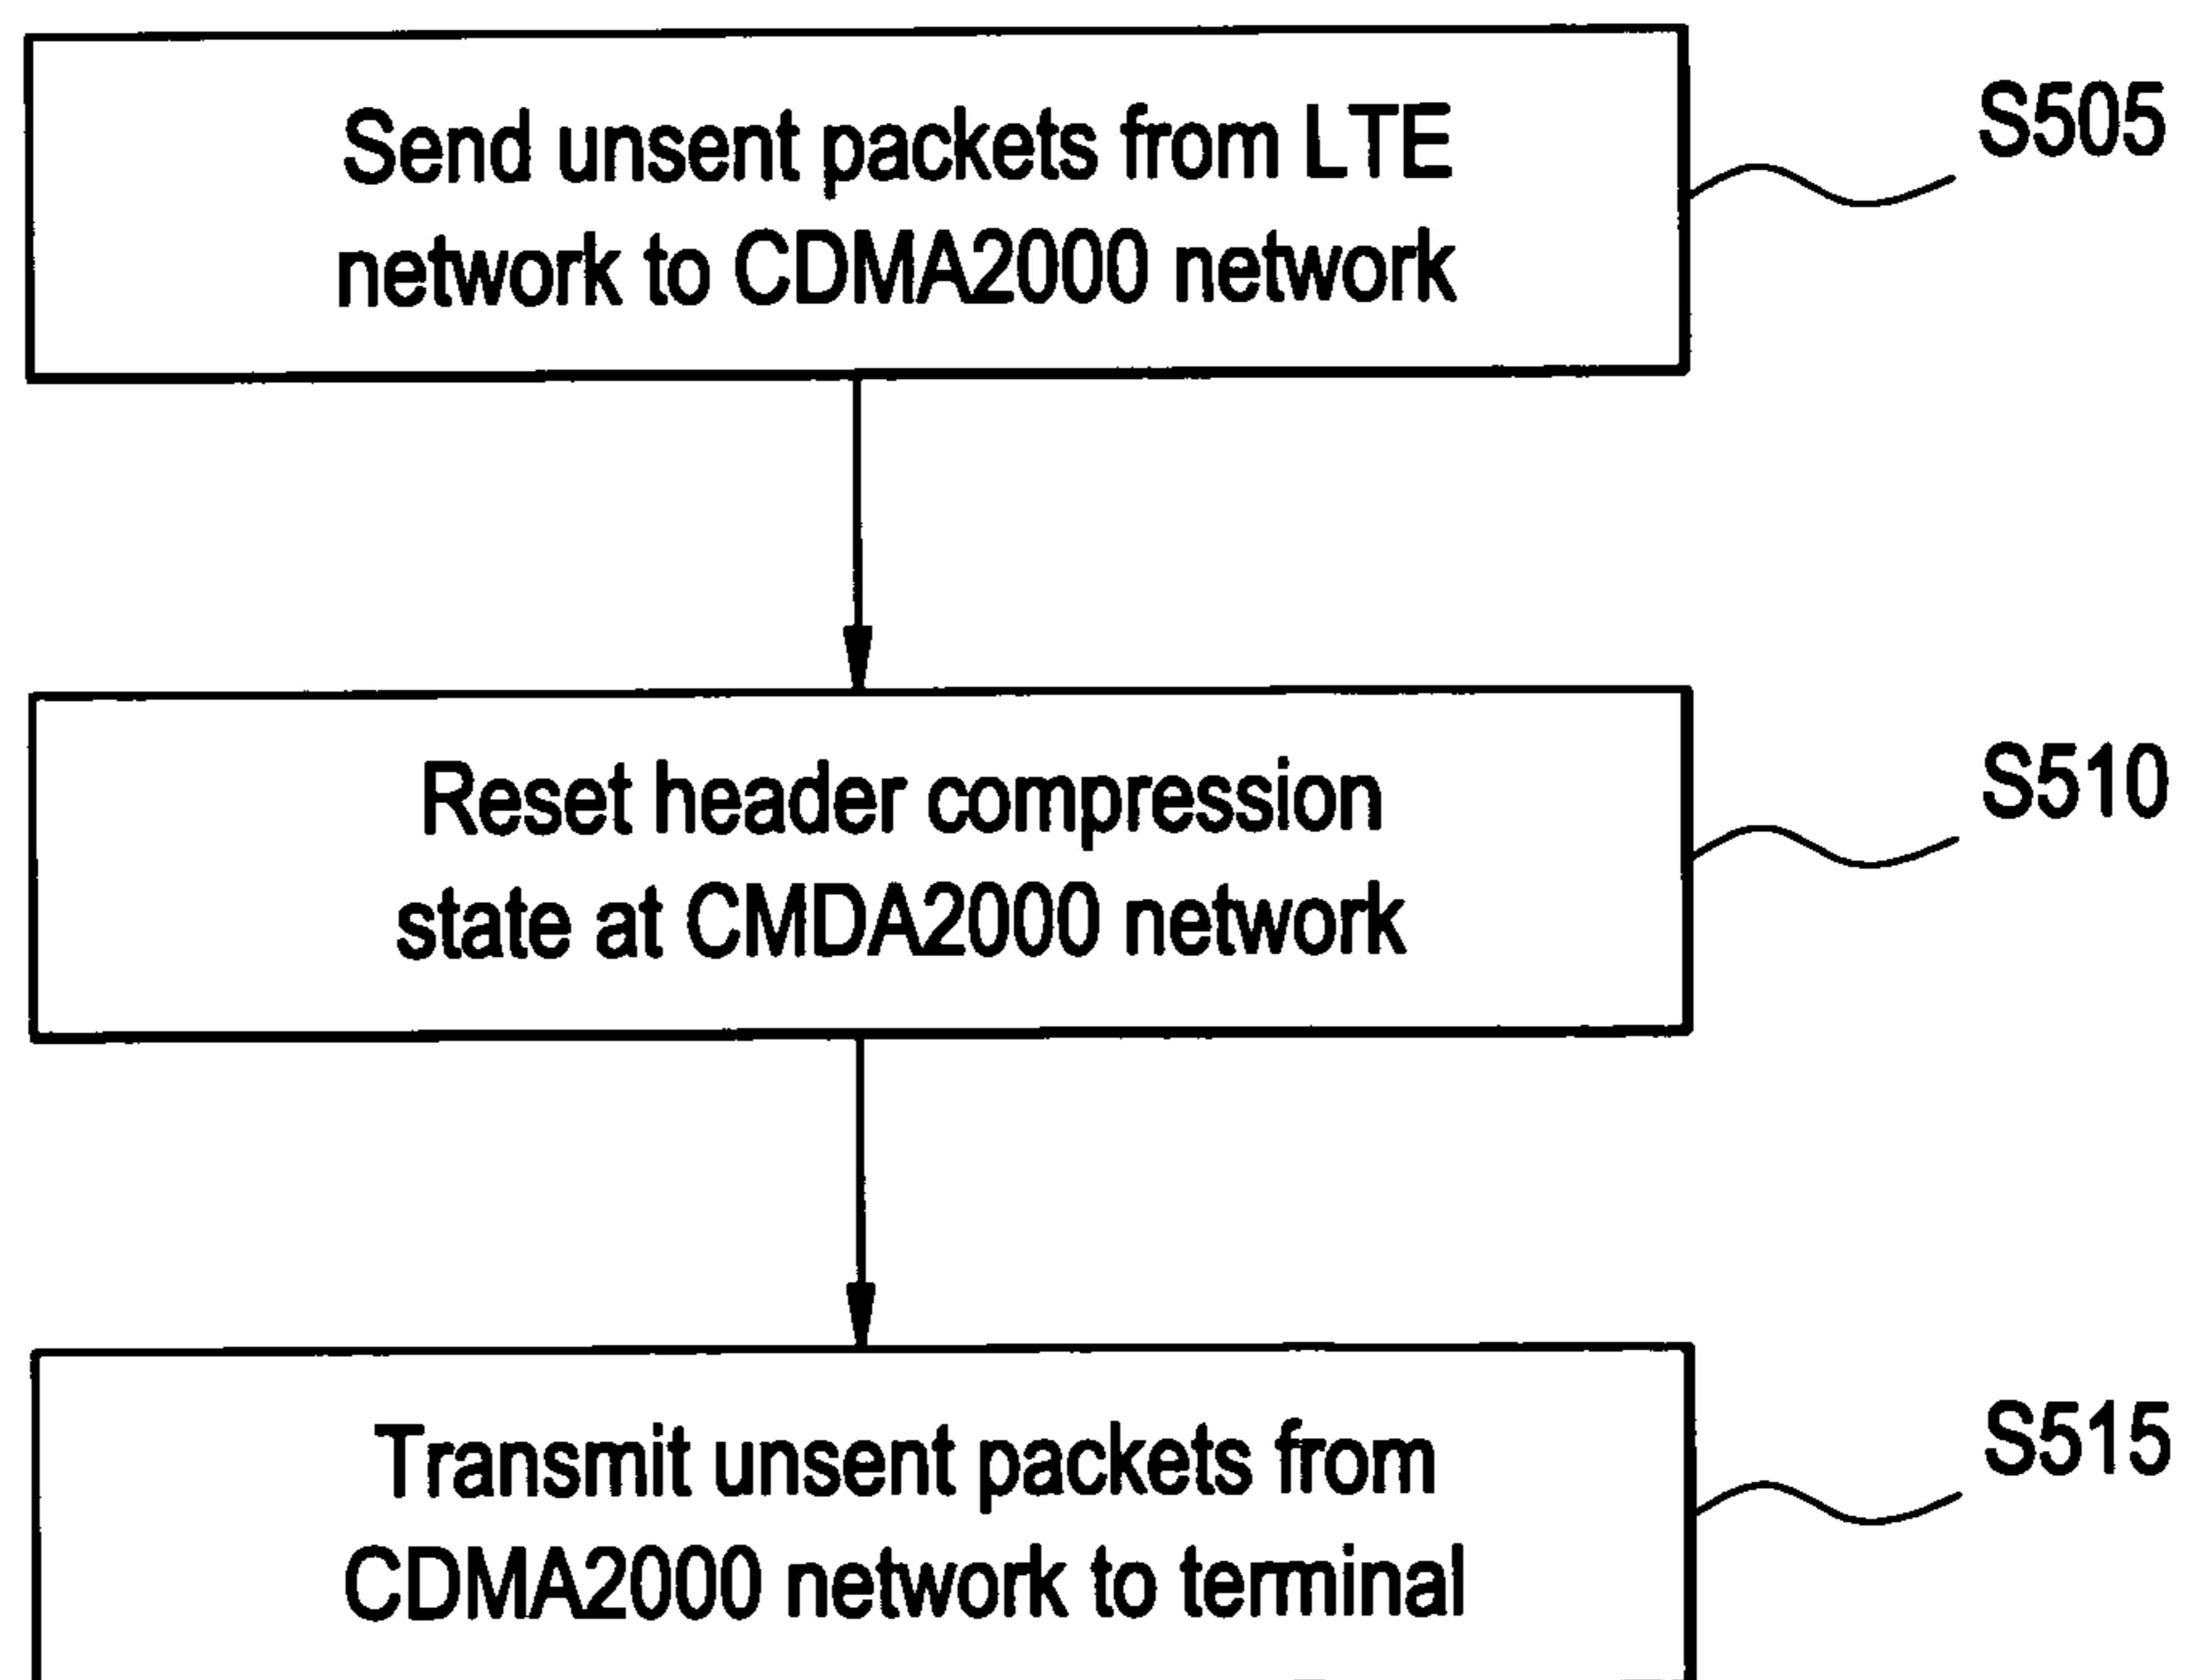 Send unsent packets from LTE
network to CDMA2000 network
S505
Reset header compression
state at CMDA2000 network
S510
Transmit unsent packets from
CDMA2000 network to terminal
S515